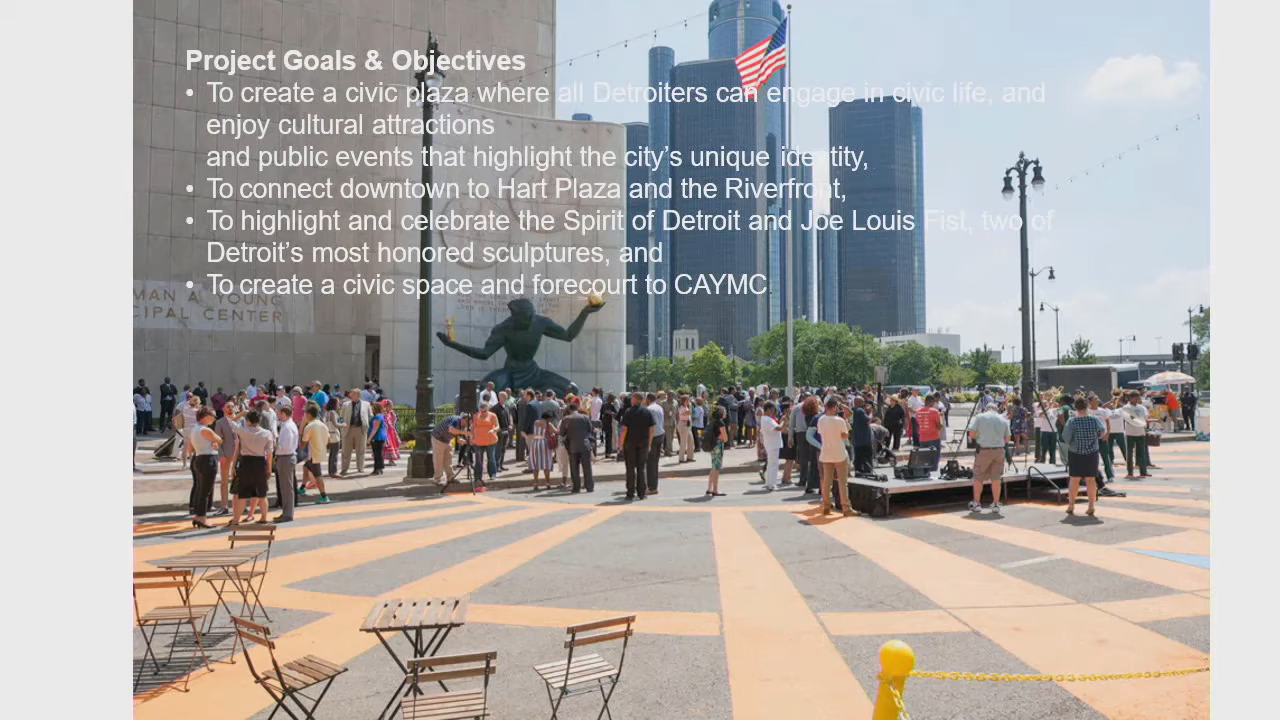 Project Goals & Objectives
• To create a civic plaza where all Detroiters can engage in civic life, and
enjoy cultural attractions
and public events that highlight the city's unique identity,
• To connect downtown to Hart Plaza and the Riverfront,
• To highlight and celebrate the Spirit of Detroit and Joe Louis Fist, two of
Detroit's most honored sculptures, and
• To create a civic space and forecourt to CAYMC.
MAN A. YOUNG
CIPAL CENTER